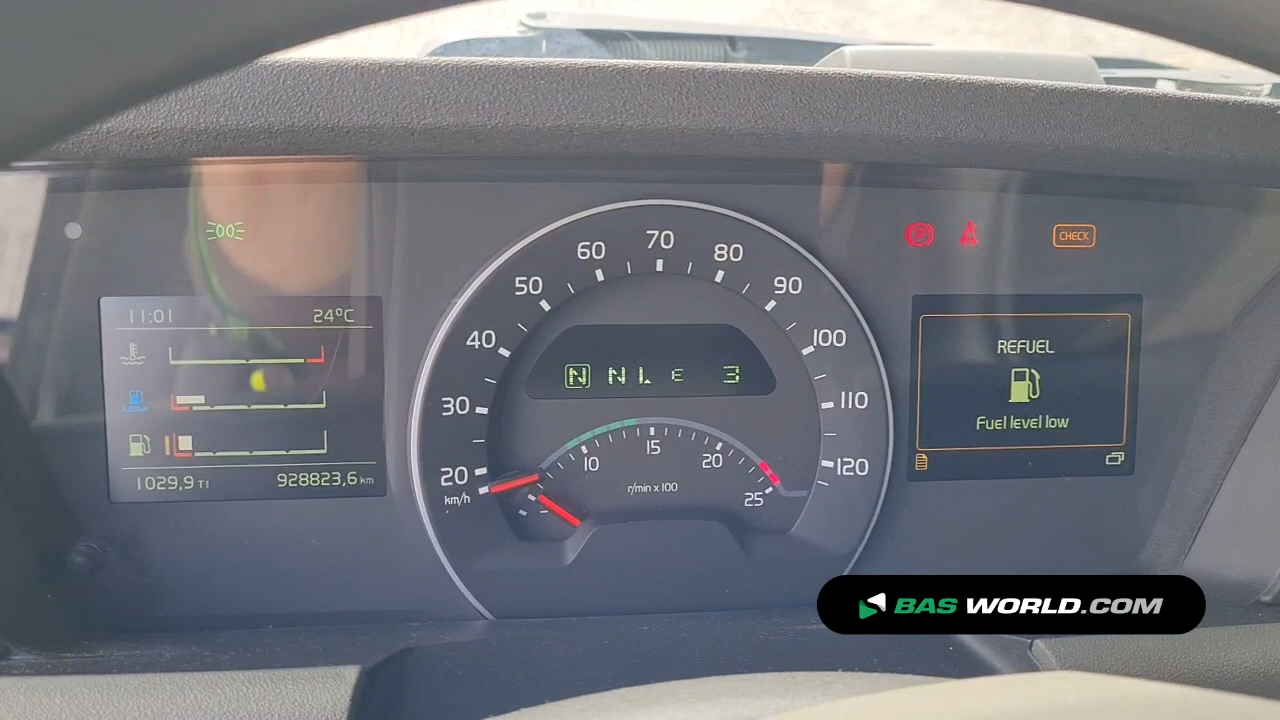 11:01 24°C
AdBlue
1029,9 T1 928823,6 km
20 30 40 50 60 70 80 90 100 110 120
km/h
N N L E 3
10 15 20 25
r/min x 100
P
CHECK
REFUEL
Fuel level low
BAS WORLD.COM